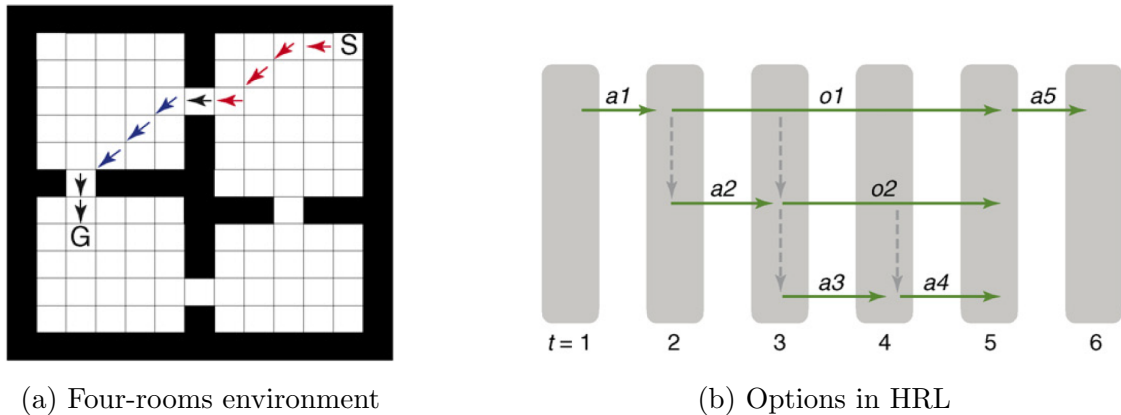 S
G
a1 o1 a5
a2 o2
a3 a4
t = 1 2 3 4 5 6
(a) Four-rooms environment
(b) Options in HRL